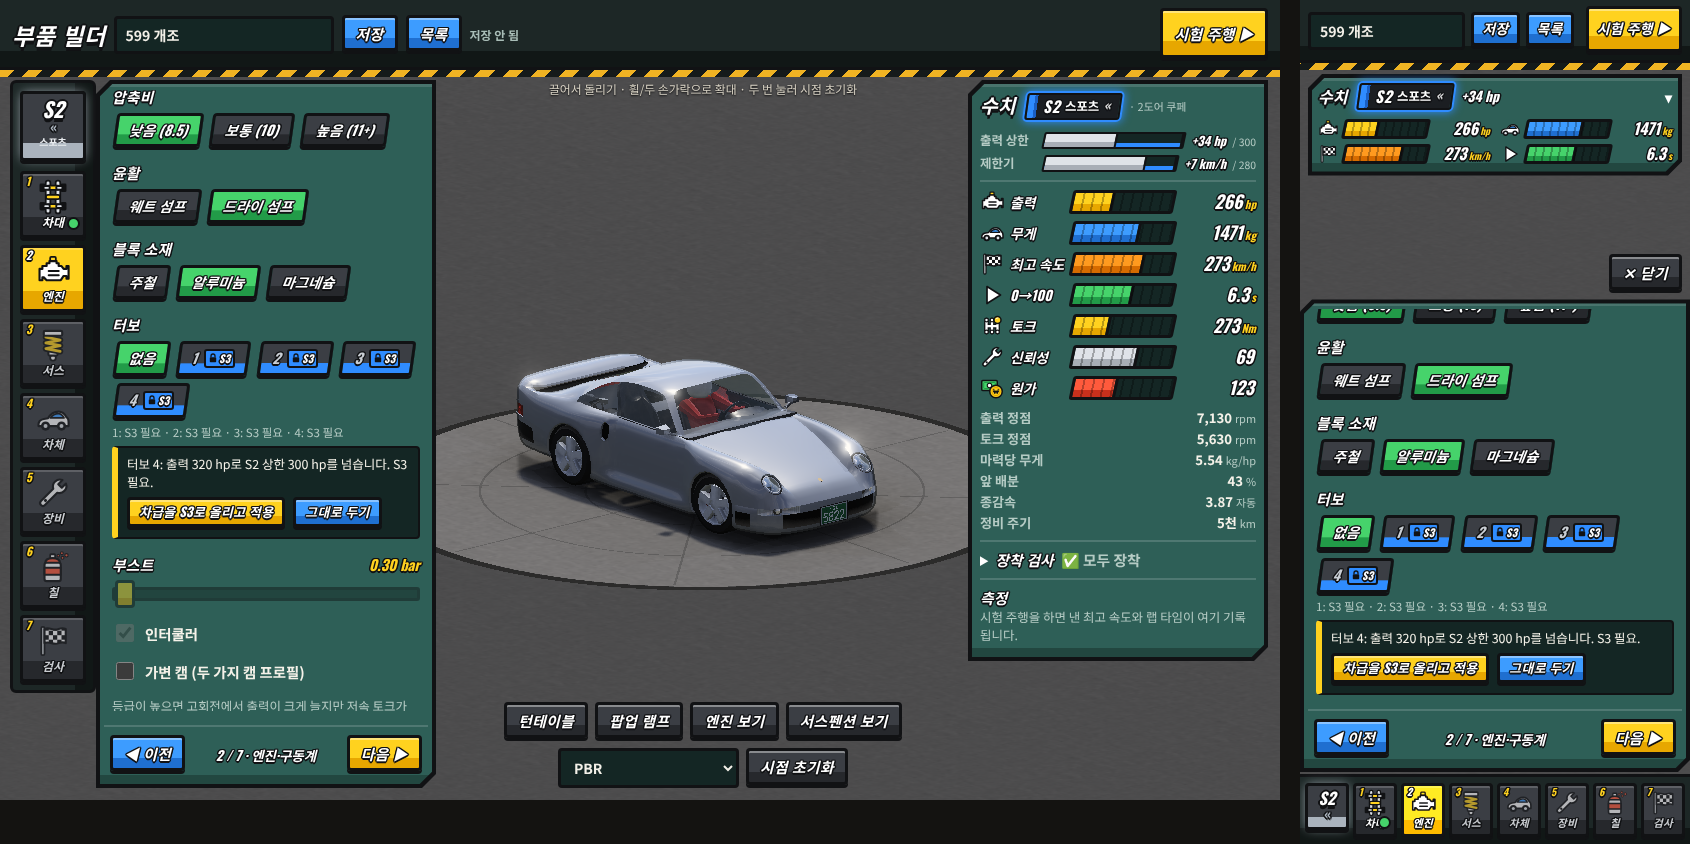 부품 빌더
599 개조
저장
목록
저장 안 됨
시험 주행 ▶
S2
«
스포츠
1
차대
2
엔진
3
서스
4
차체
5
장비
6
칠
7
검사
압축비
낮음 (8.5)
보통 (10)
높음 (11+)
윤활
웨트 섬프
드라이 섬프
블록 소재
주철
알루미늄
마그네슘
터보
없음
1 S3
2 S3
3 S3
4 S3
1: S3 필요 · 2: S3 필요 · 3: S3 필요 · 4: S3 필요
터보 4: 출력 320 hp로 S2 상한 300 hp를 넘습니다. S3
필요.
차급을 S3로 올리고 적용
그대로 두기
부스트
0.30 bar
인터쿨러
가변 캠 (두 가지 캠 프로필)
등급이 높으면 고회전에서 출력이 크게 늘지만 저속 토크가
◀ 이전
2 / 7 · 엔진·구동계
다음 ▶
끌어서 돌리기 · 휠/두 손가락으로 확대 · 두 번 눌러 시점 초기화
5822
턴테이블
팝업 램프
엔진 보기
서스펜션 보기
PBR
시점 초기화
수치
S2 스포츠 «
· 2도어 쿠페
출력 상한 +34 hp / 300
제한기 +7 km/h / 280
출력 266 hp
무게 1471 kg
최고 속도 273 km/h
0→100 6.3 s
토크 273 Nm
신뢰성 69
원가 123
출력 정점 7,130 rpm
토크 정점 5,630 rpm
마력당 무게 5.54 kg/hp
앞 배분 43 %
종감속 3.87 자동
정비 주기 5천 km
▶ 장착 검사 ✅ 모두 장착
측정
시험 주행을 하면 낸 최고 속도와 랩 타임이 여기 기록
됩니다.
599 개조
저장
목록
시험 주행 ▶
수치
S2 스포츠 «
+34 hp
▼
266 hp
1471 kg
273 km/h
6.3 s
× 닫기
윤활
웨트 섬프
드라이 섬프
블록 소재
주철
알루미늄
마그네슘
터보
없음
1 S3
2 S3
3 S3
4 S3
1: S3 필요 · 2: S3 필요 · 3: S3 필요 · 4: S3 필요
터보 4: 출력 320 hp로 S2 상한 300 hp를 넘습니다. S3 필요.
차급을 S3로 올리고 적용
그대로 두기
◀ 이전
2 / 7 · 엔진·구동계
다음 ▶
S2
«
1
2
엔진
3
서스
4
차체
5
장비
6
칠
7
검사